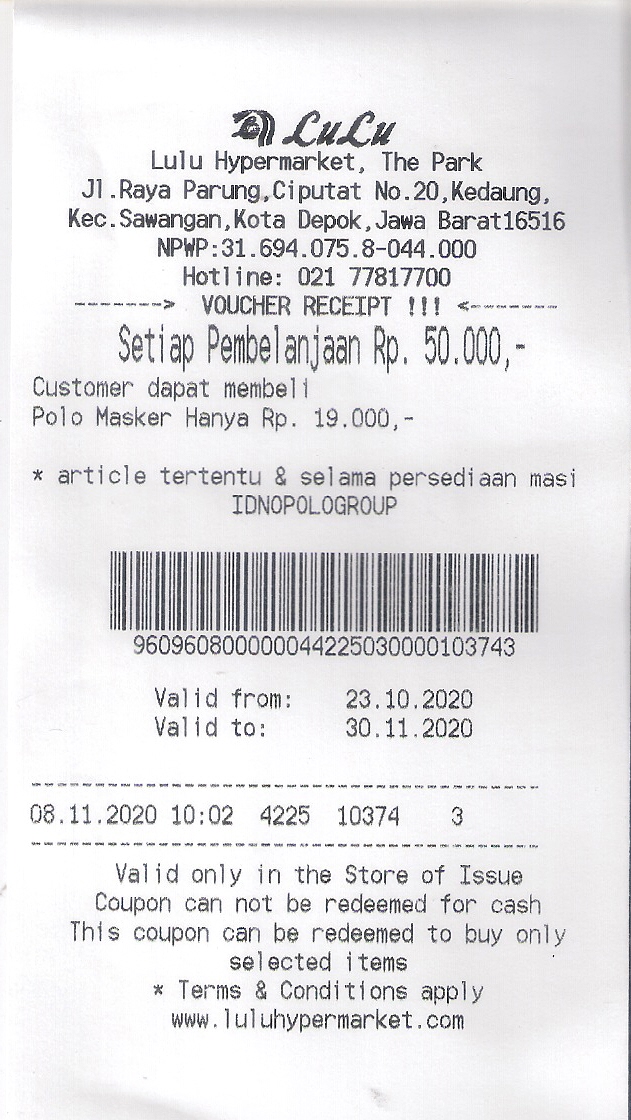 LuLu
Lulu Hypermarket, The Park
Jl.Raya Parung,Ciputat No.20,Kedaung,
Kec.Sawangan,Kota Depok,Jawa Barat16516
NPWP:31.694.075.8-044.000
Hotline: 021 77817700
------> VOUCHER RECEIPT !!! <-------
Setiap Pembelanjaan Rp. 50.000,-
Customer dapat membeli
Polo Masker Hanya Rp. 19.000,-
* article tertentu & selama persediaan masi
IDNOPOLOGROUP
960960800000044225030000103743
Valid from: 23.10.2020
Valid to: 30.11.2020
08.11.2020 10:02 4225 10374 3
Valid only in the Store of Issue
Coupon can not be redeemed for cash
This coupon can be redeemed to buy only
selected items
* Terms & Conditions apply
www.luluhypermarket.com